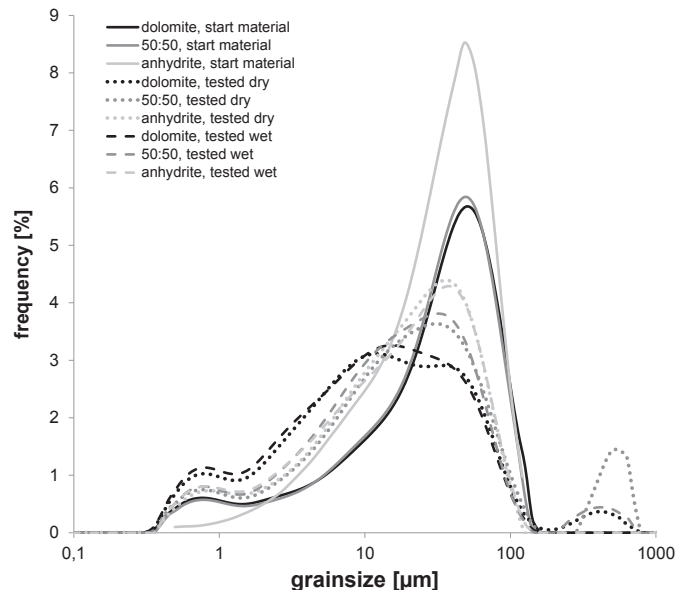 9
8
7
6
5
4
3
2
1
0
frequency [%]
dolomite, start material
50:50, start material
anhydrite, start material
dolomite, tested dry
50:50, tested dry
anhydrite, tested dry
dolomite, tested wet
50:50, tested wet
anhydrite, tested wet
0,1 1 10 100 1000
grainsize [µm]